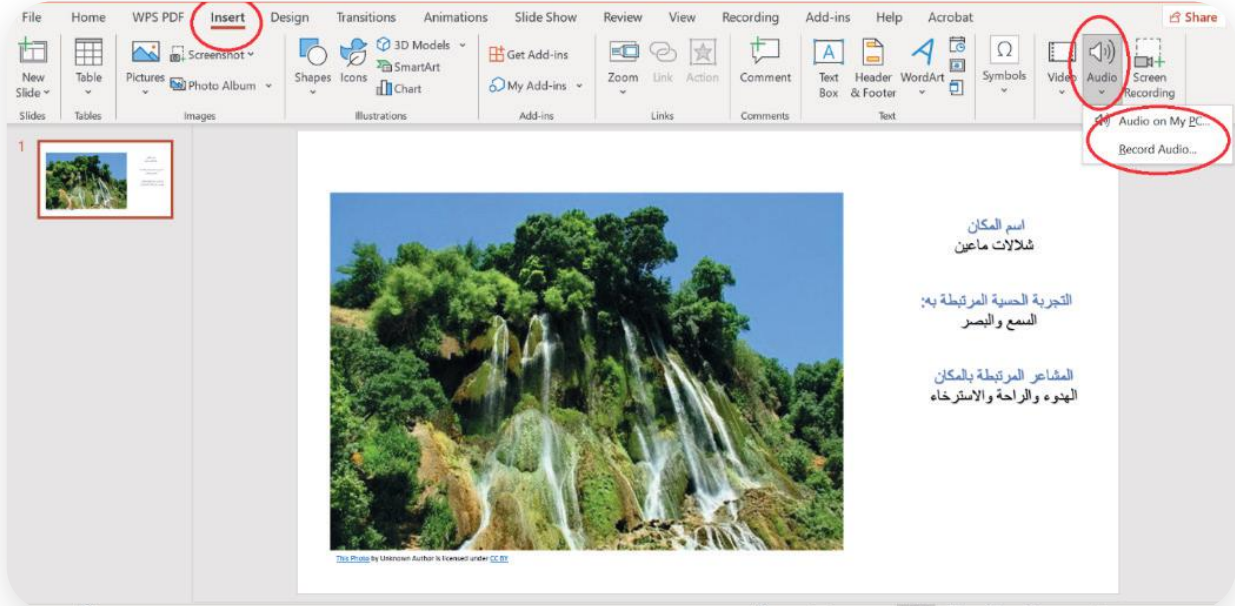 File Home WPS PDF Insert Design Transitions Animations Slide Show Review View Recording Add-ins Help Acrobat Share
New Slide
Table
Pictures
Screenshot
Photo Album
Shapes
Icons
3D Models
SmartArt
Chart
Get Add-ins
My Add-ins
Zoom
Link
Action
Comment
Text Box
Header & Footer
WordArt
Symbols
Video
Audio
Screen Recording
Slides Tables Images Illustrations Add-ins Links Comments Text
Audio on My PC...
Record Audio...
1
اسم المكان
شلالات ماعين
التجربة الحسية المرتبطة به:
السمع والبصر
المشاعر المرتبطة بالمكان
الهدوء والراحة والاسترخاء
This Photo by Unknown Author is licensed under CC BY